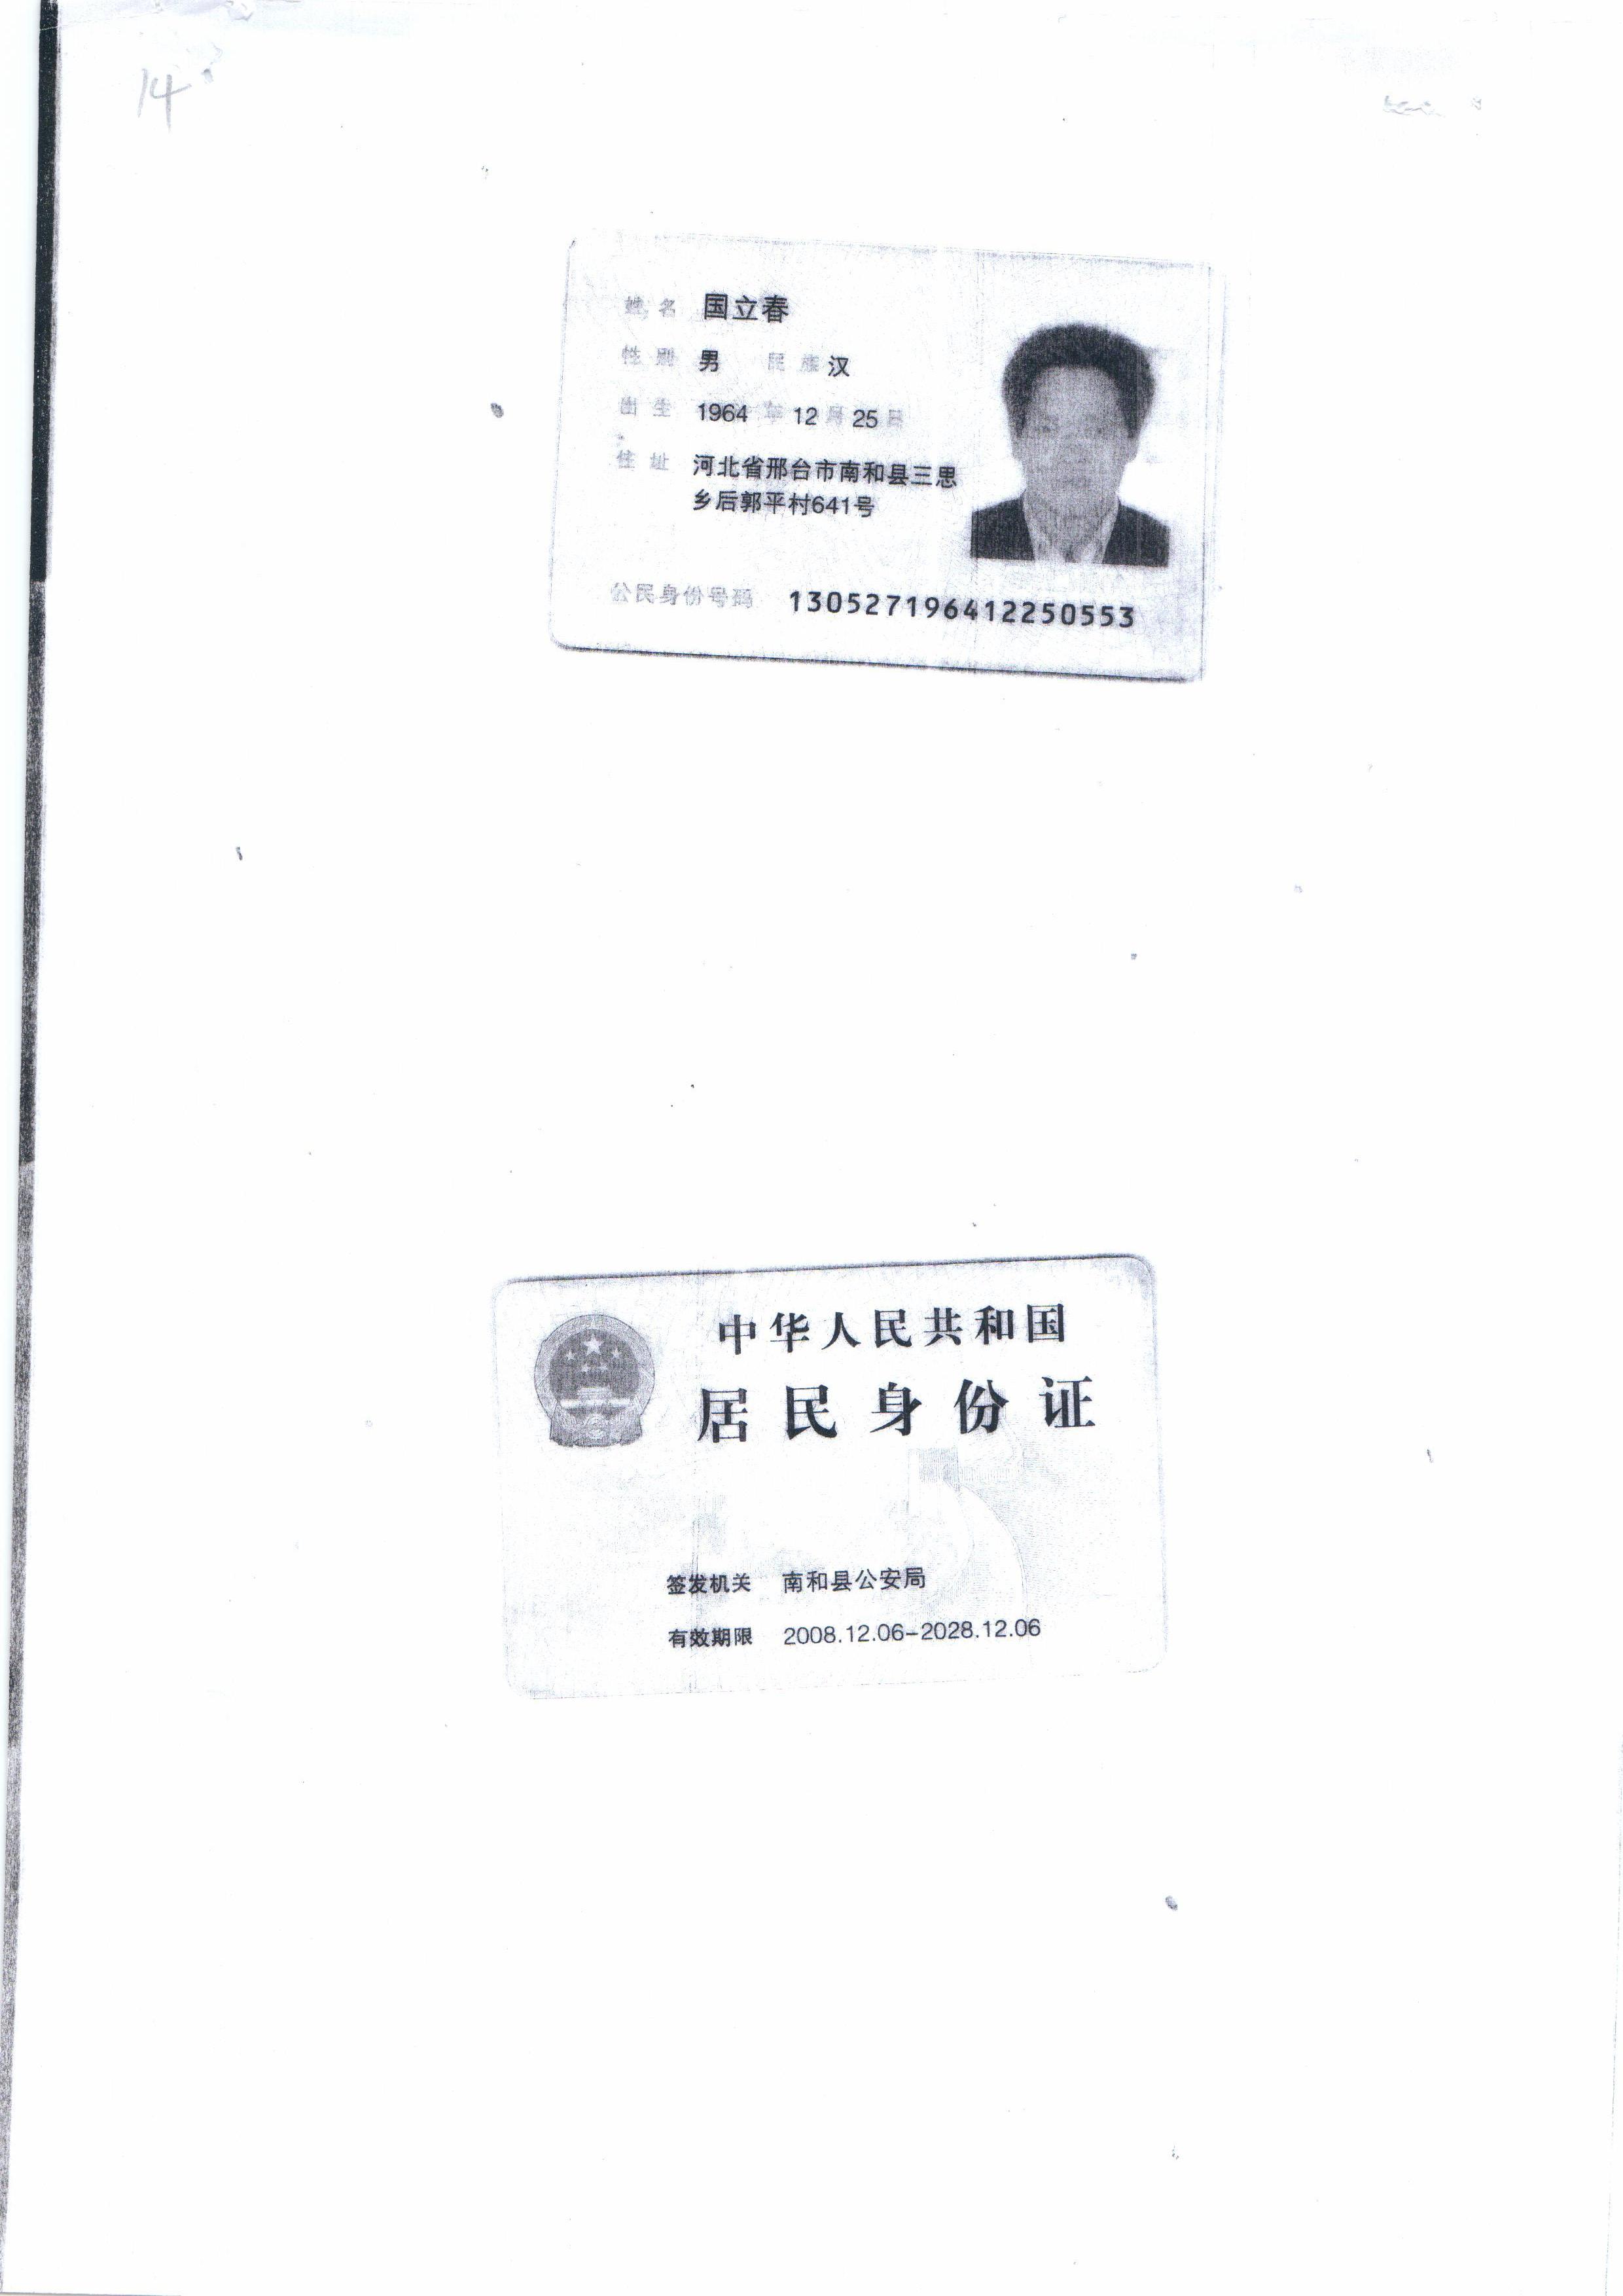 14
姓名 国立春
性别 男 民族 汉
出生 1964 年 12 月 25 日
住址 河北省邢台市南和县三思
乡后郭平村641号
公民身份号码 130527196412250553
中华人民共和国
居民身份证
签发机关 南和县公安局
有效期限 2008.12.06-2028.12.06